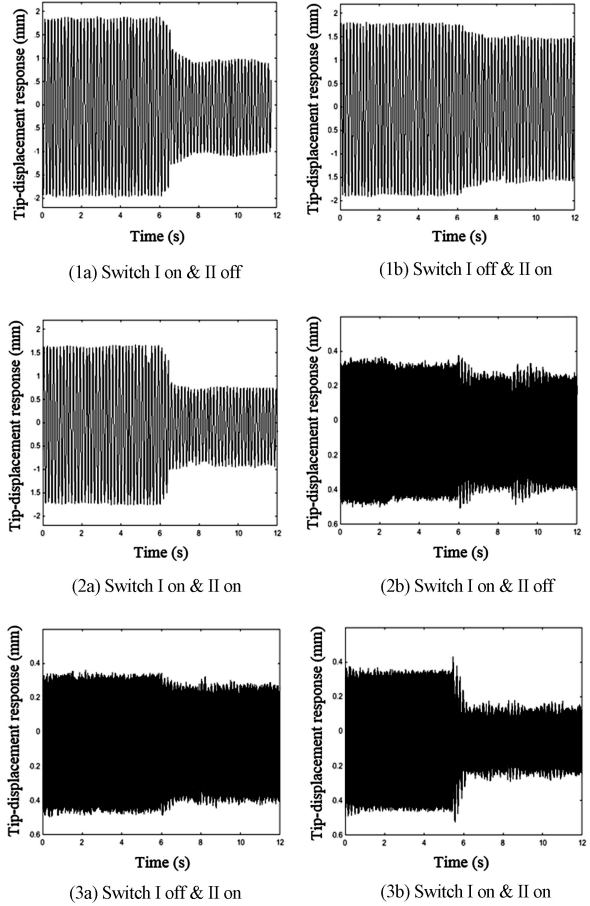 Tip-displacement response (mm)
2
1.5
1
.5
0
.5
-1
1.5
-2
0 2 4 6 8 10 12
Time (s)
(1a) Switch I on & II off
Tip-displacement response (mm)
2
1.5
1
.5
0
.5
-1
1.5
-2
0 2 4 6 8 10 12
Time (s)
(1b) Switch I off & II on
Tip-displacement response (mm)
2
1.5
1
.5
0
.5
-1
1.5
-2
0 2 4 6 8 10 12
Time (s)
(2a) Switch I on & II on
Tip-displacement response (mm)
0.6
0.4
0.2
0
0.2
0.4
0.6
0 2 4 6 8 10 12
Time (s)
(2b) Switch I on & II off
Tip-displacement response (mm)
0.4
0.2
0
0.2
0.4
0.6
0 2 4 6 8 10 12
Time (s)
(3a) Switch I off & II on
Tip-displacement response (mm)
0.4
0.2
0
0.2
0.4
0.6
0 2 4 6 8 10 12
Time (s)
(3b) Switch I on & II on